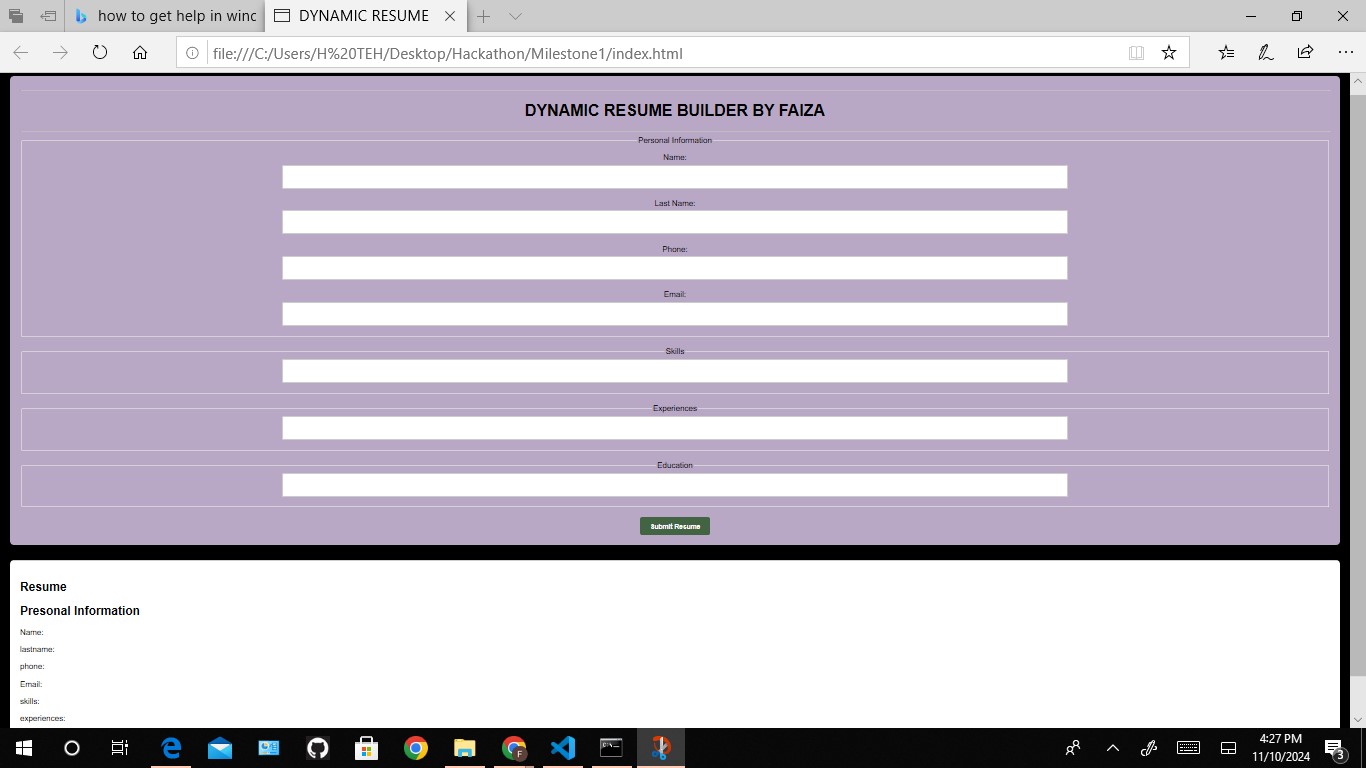 how to get help in winc
DYNAMIC RESUME
file:///C:/Users/H%20TEH/Desktop/Hackathon/Milestone1/index.html
DYNAMIC RESUME BUILDER BY FAIZA
Personal Information
Name:
Last Name:
Phone:
Email:
Skills
Experiences
Education
Submit Resume
Resume
Presonal Information
Name:
lastname:
phone:
Email:
skills:
experiences:
F
4:27 PM
11/10/2024
3